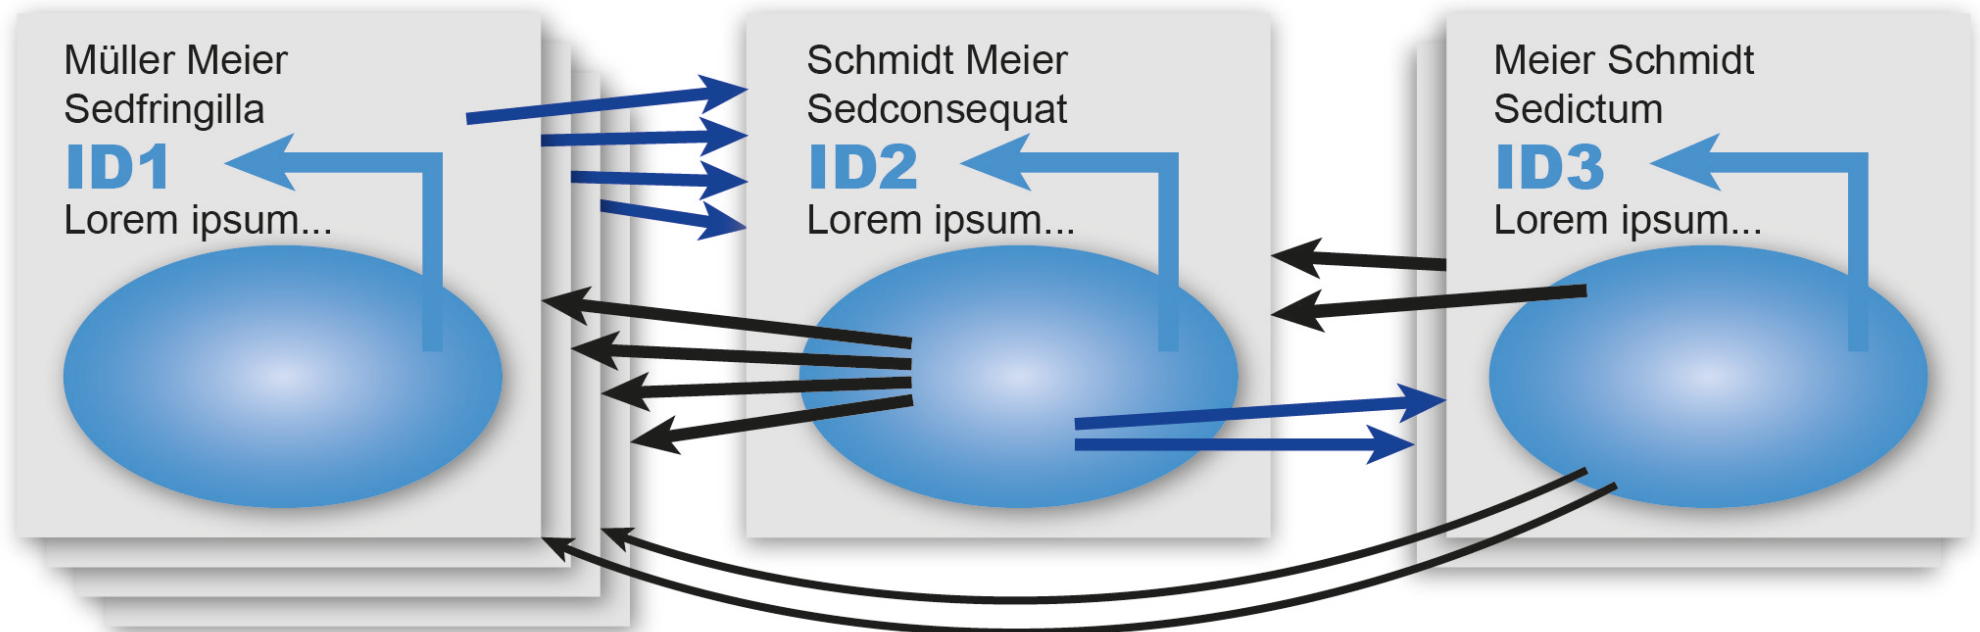 Müller Meier
Sedfringilla
ID1
Lorem ipsum...
Schmidt Meier
Sedconsequat
ID2
Lorem ipsum...
Meier Schmidt
Sedictum
ID3
Lorem ipsum...